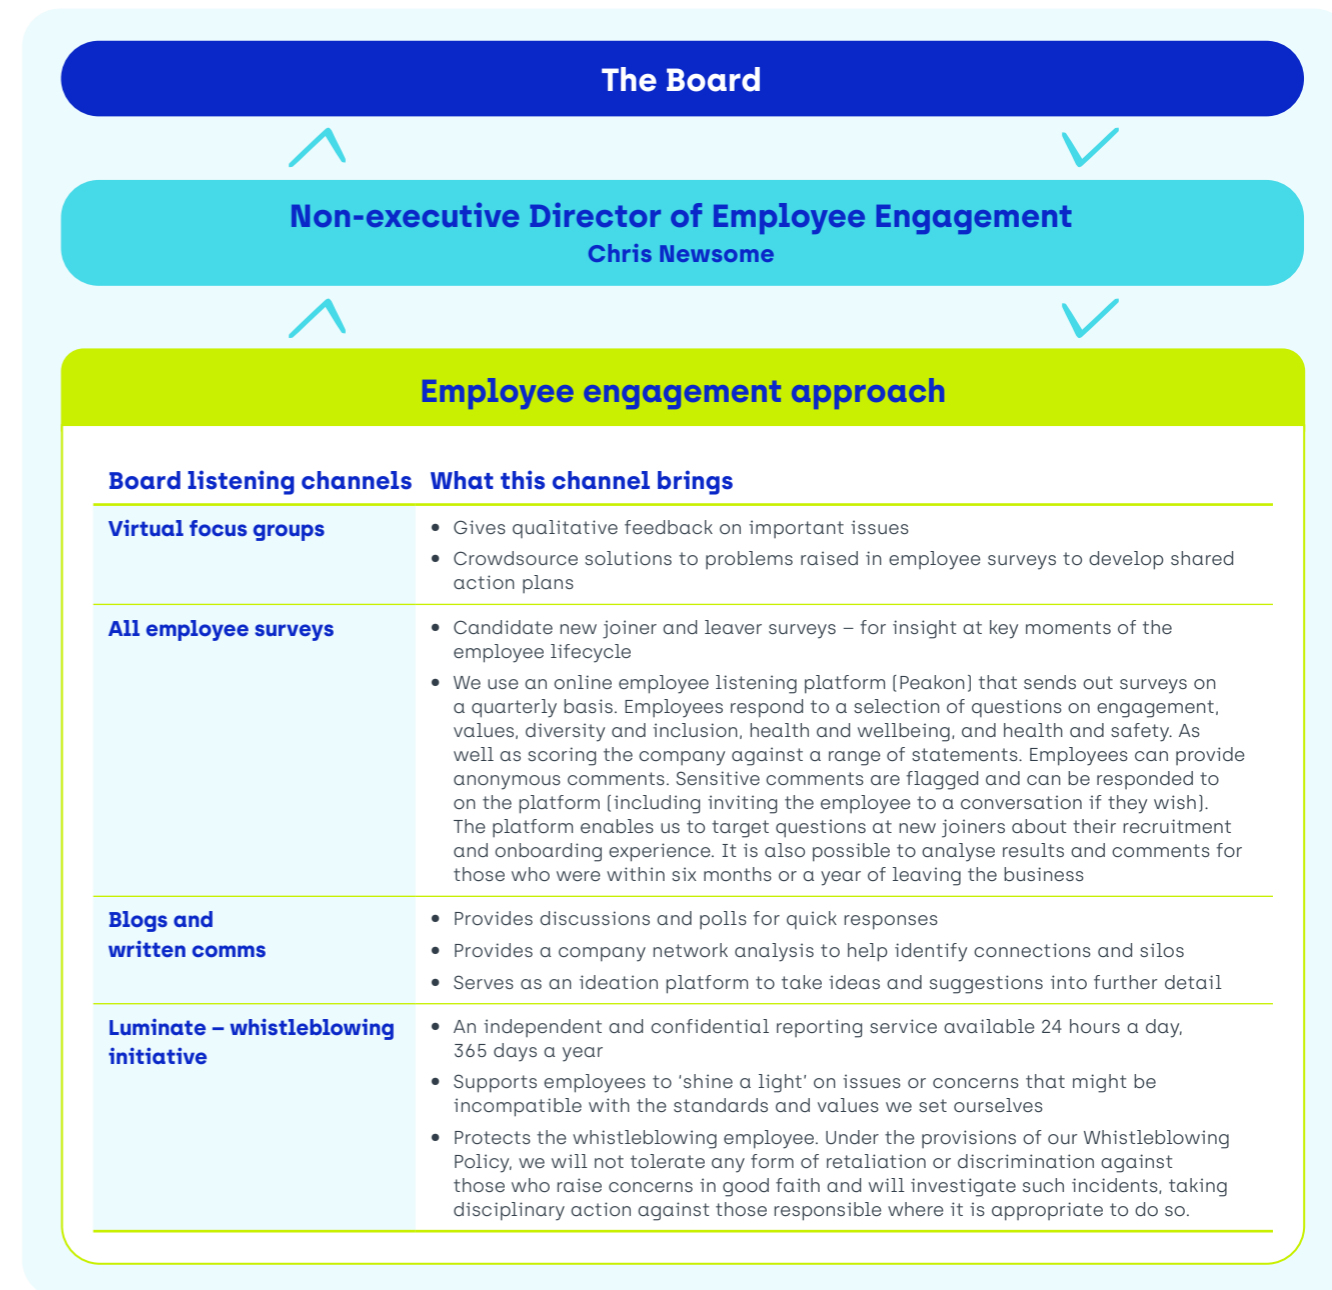 The Board
Non-executive Director of Employee Engagement
Chris Newsome
Employee engagement approach
Board listening channels What this channel brings
Virtual focus groups
• Gives qualitative feedback on important issues
• Crowdsource solutions to problems raised in employee surveys to develop shared
action plans
All employee surveys
• Candidate new joiner and leaver surveys – for insight at key moments of the
employee lifecycle
• We use an online employee listening platform (Peakon) that sends out surveys on
a quarterly basis. Employees respond to a selection of questions on engagement,
values, diversity and inclusion, health and wellbeing, and health and safety. As
well as scoring the company against a range of statements. Employees can provide
anonymous comments. Sensitive comments are flagged and can be responded to
on the platform (including inviting the employee to a conversation if they wish).
The platform enables us to target questions at new joiners about their recruitment
and onboarding experience. It is also possible to analyse results and comments for
those who were within six months or a year of leaving the business
Blogs and
written comms
• Provides discussions and polls for quick responses
• Provides a company network analysis to help identify connections and silos
• Serves as an ideation platform to take ideas and suggestions into further detail
Luminate – whistleblowing
initiative
• An independent and confidential reporting service available 24 hours a day,
365 days a year
• Supports employees to ‘shine a light’ on issues or concerns that might be
incompatible with the standards and values we set ourselves
• Protects the whistleblowing employee. Under the provisions of our Whistleblowing
Policy, we will not tolerate any form of retaliation or discrimination against
those who raise concerns in good faith and will investigate such incidents, taking
disciplinary action against those responsible where it is appropriate to do so.